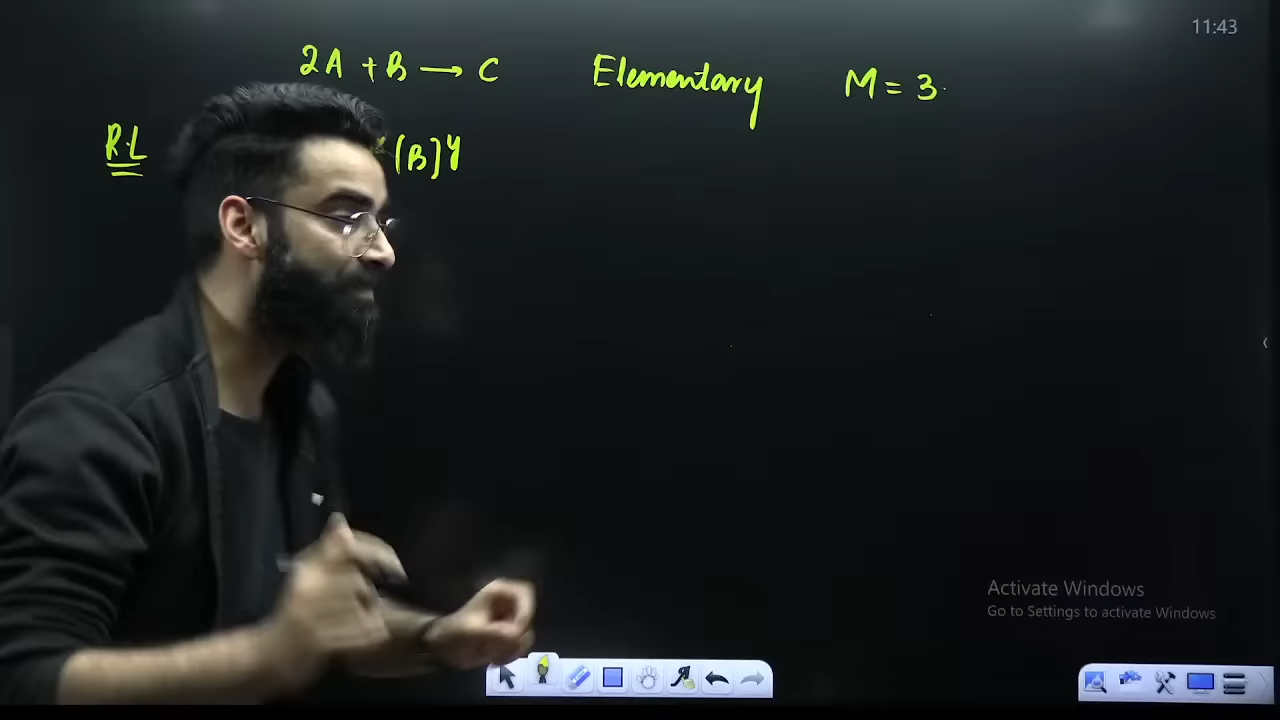 11:43
2A + B → C Elementary M = 3
R.L [B]^y
Activate Windows
Go to Settings to activate Windows